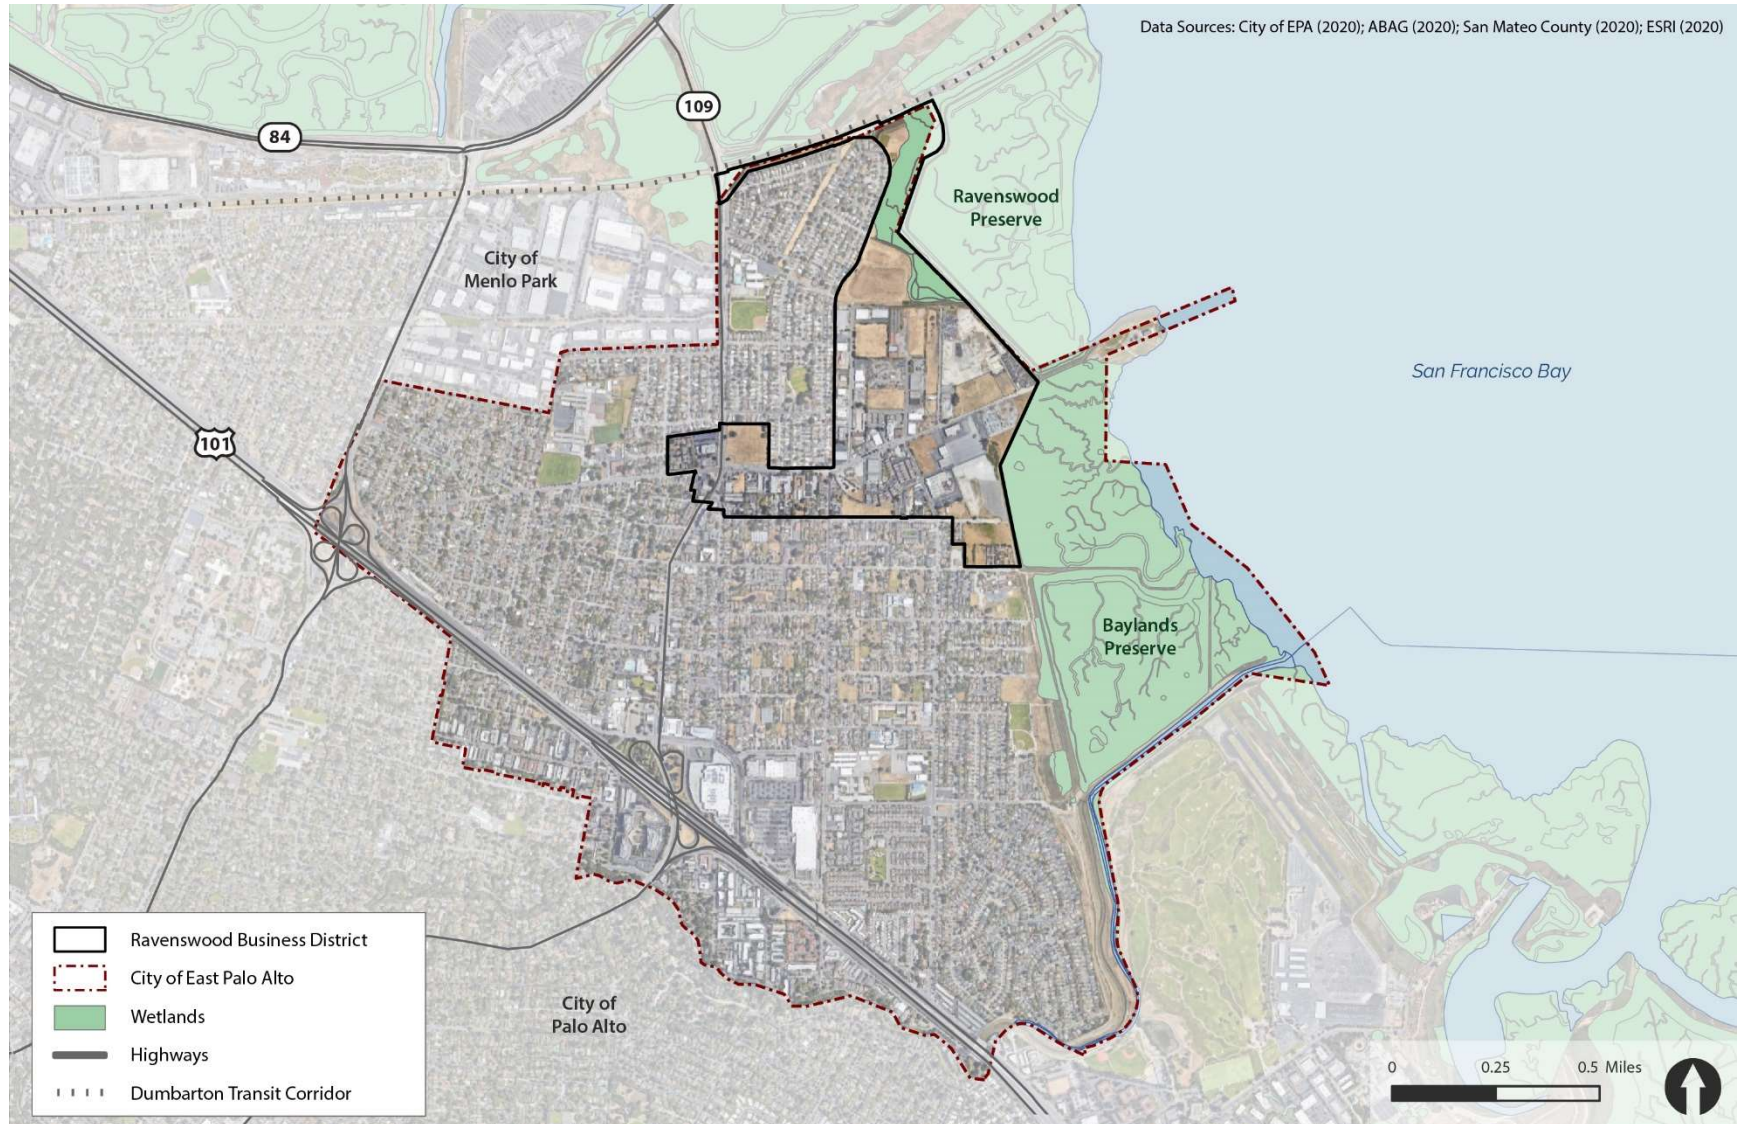 Data Sources: City of EPA (2020); ABAG (2020); San Mateo County (2020); ESRI (2020)
109
84
Ravenswood
Preserve
City of
Menlo Park
San Francisco Bay
101
Baylands
Preserve
Ravenswood Business District
City of East Palo Alto
Wetlands
Highways
Dumbarton Transit Corridor
City of
Palo Alto
0 0.25 0.5 Miles